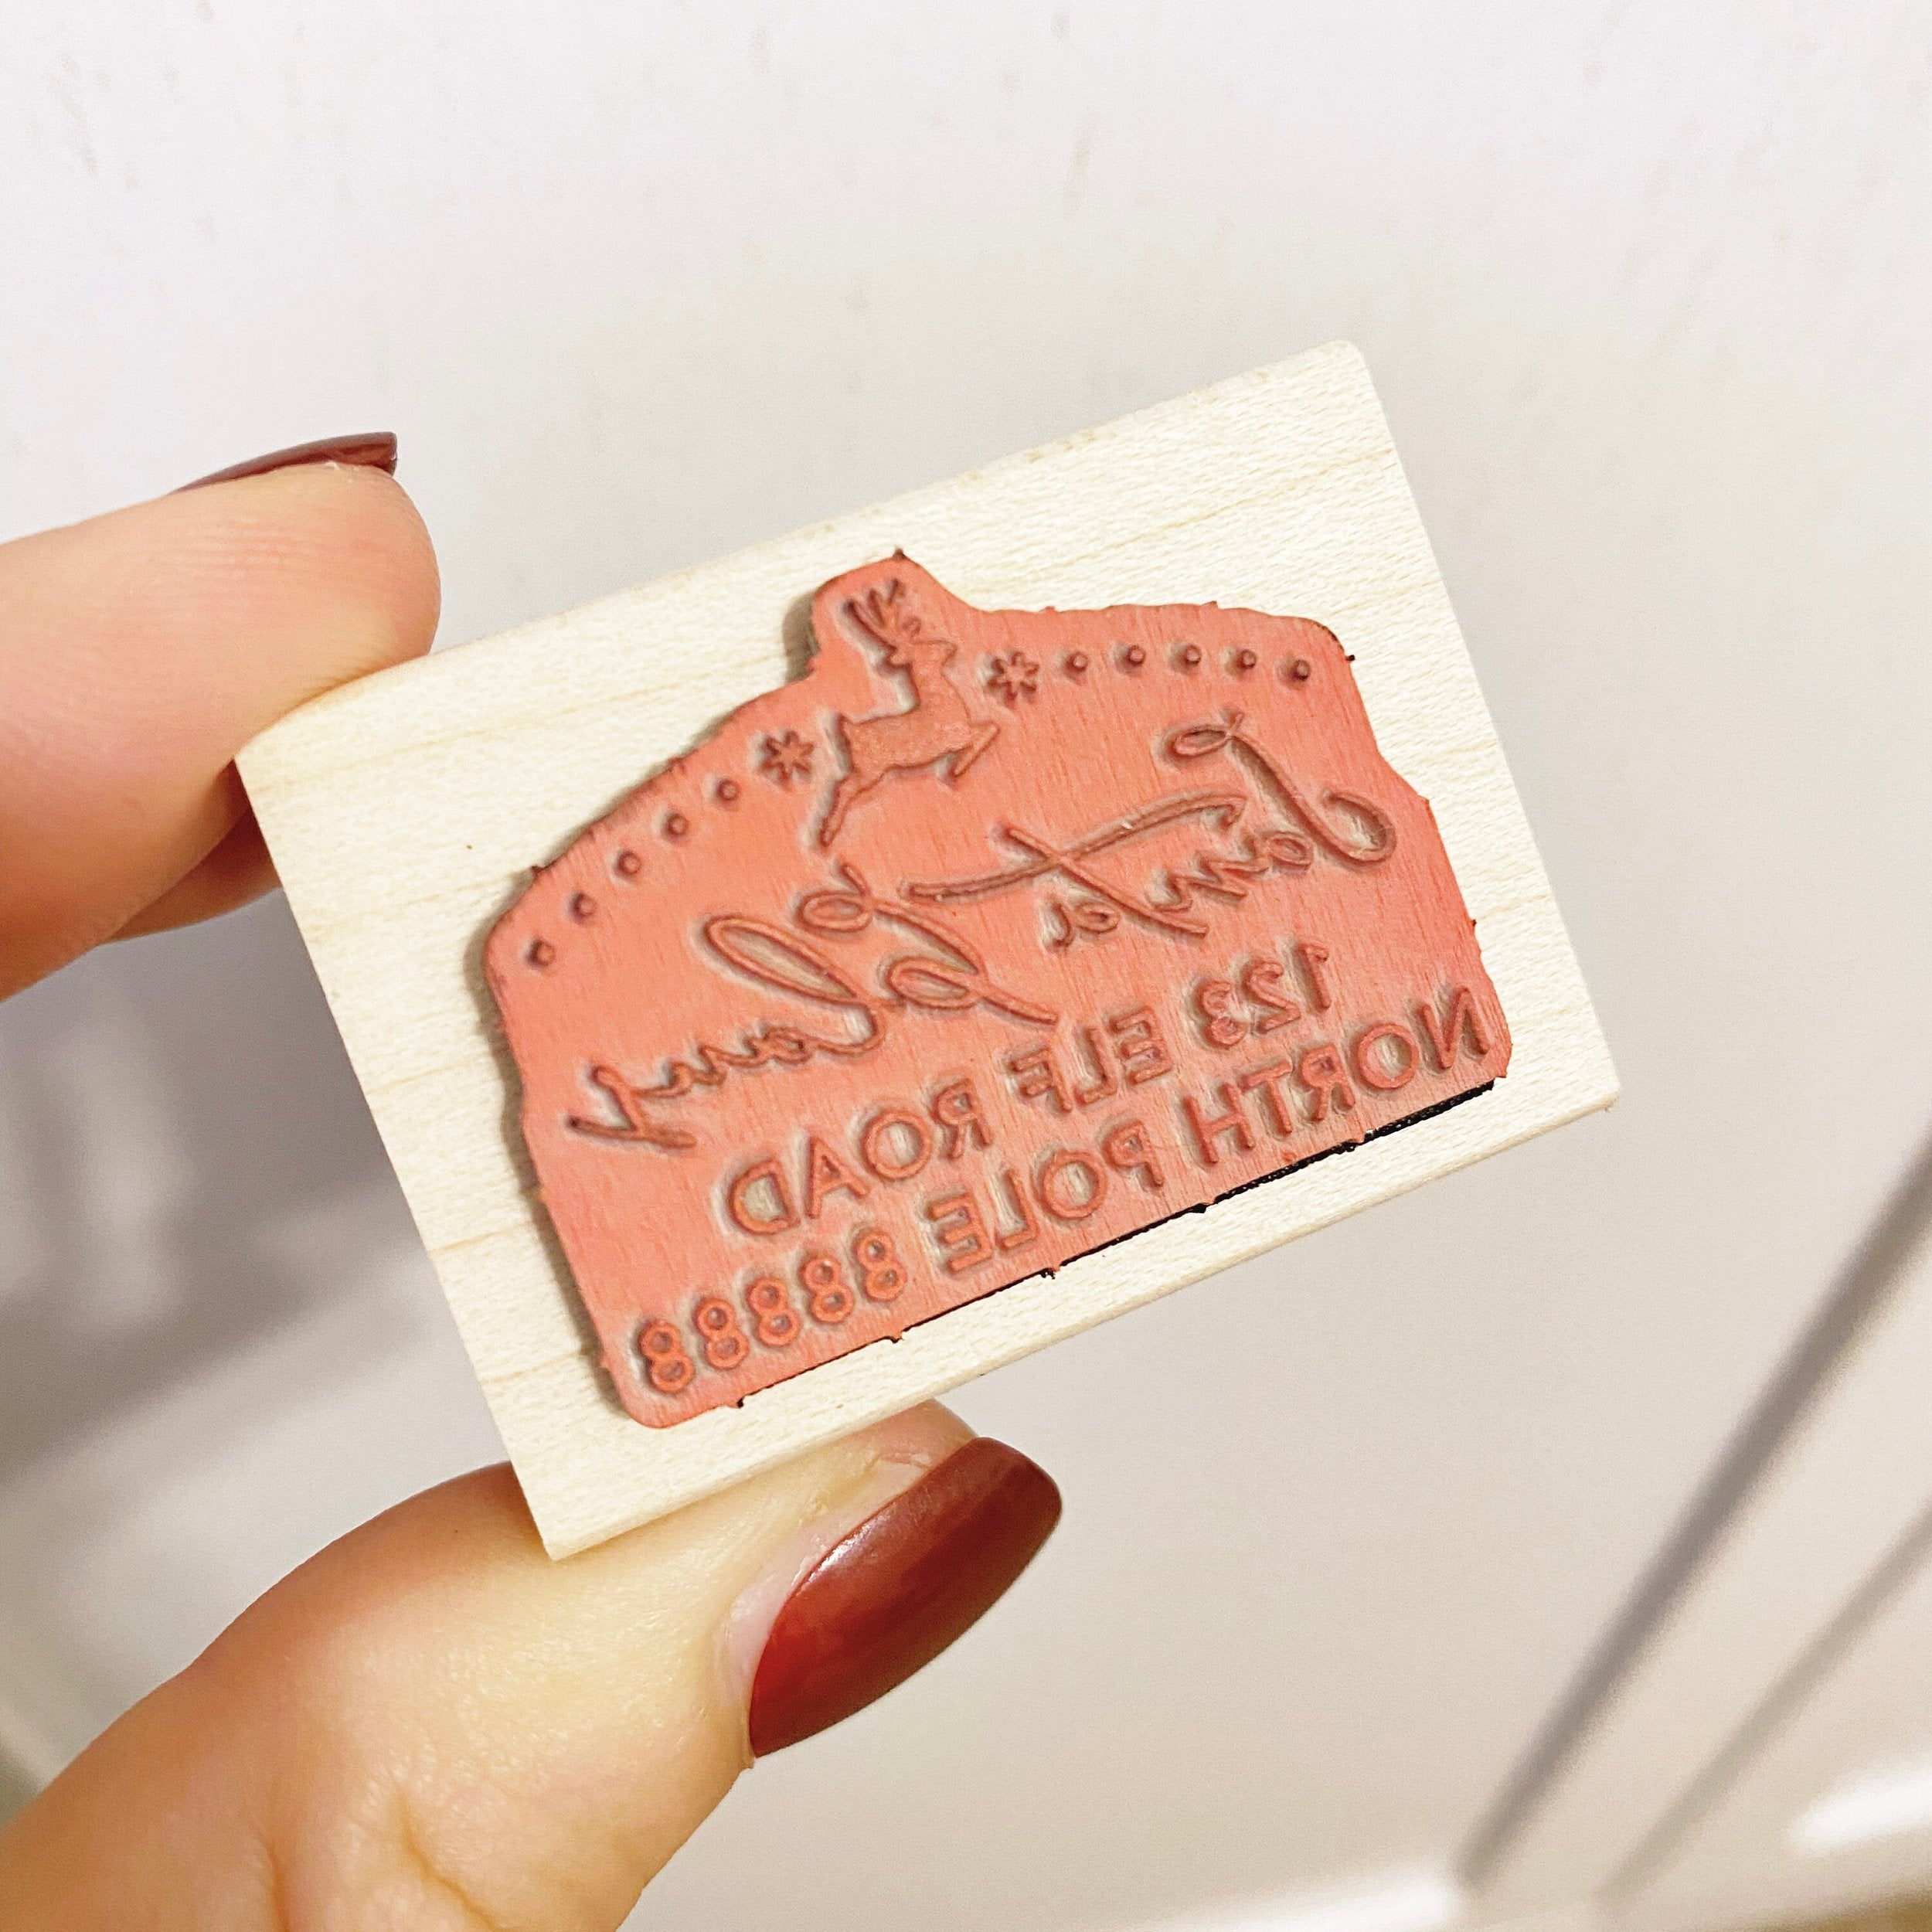 Santa & Claus
123 ELF ROAD
NORTH POLE 88888